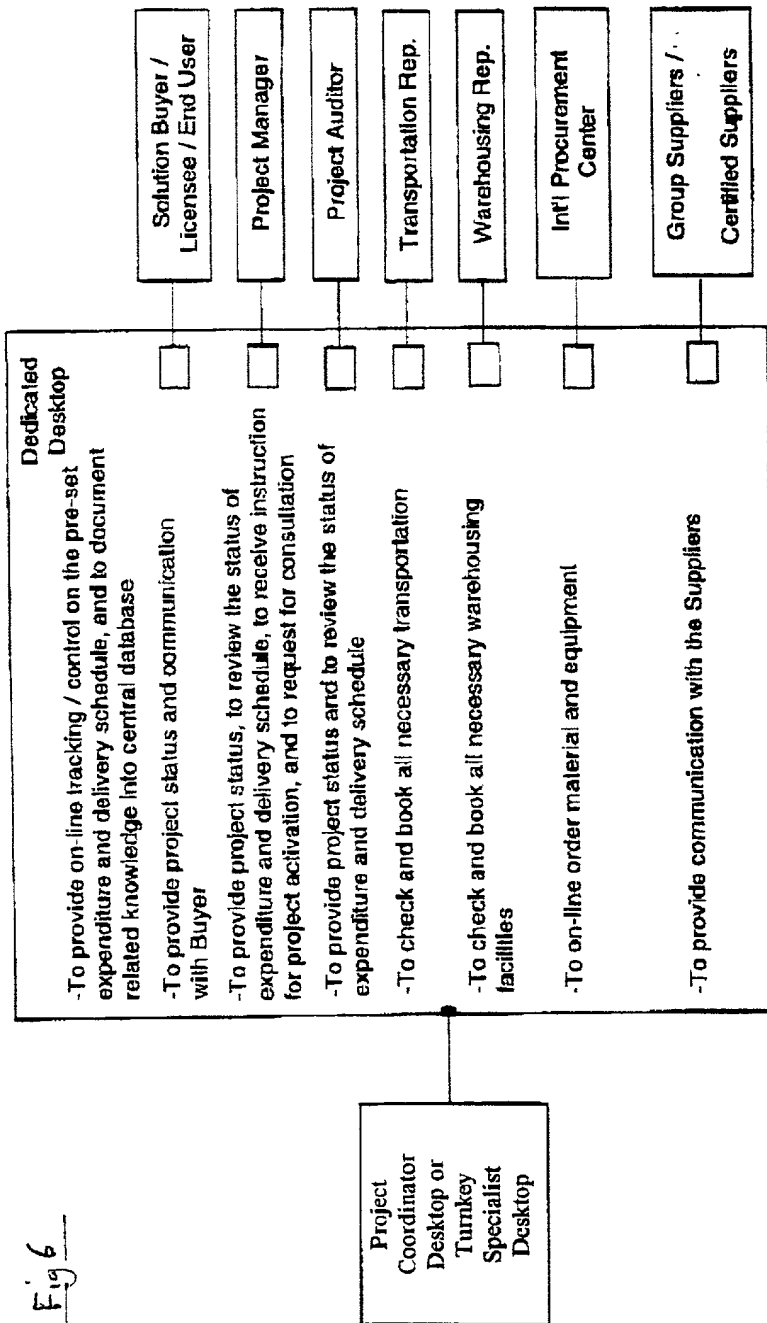 Fig 6
Project
Coordinator
Desktop or
Turnkey
Specialist
Desktop
Dedicated
Desktop
-To provide on-line tracking / control on the pre-set
expenditure and delivery schedule, and to document
related knowledge into central database
-To provide project status and communication
with Buyer
-To provide project status, to review the status of
expenditure and delivery schedule, to receive instruction
for project activation, and to request for consultation
-To provide project status and to review the status of
expenditure and delivery schedule
-To check and book all necessary transportation
-To check and book all necessary warehousing
facilities
-To on-line order material and equipment
-To provide communication with the Suppliers
Solution Buyer /
Licensee / End User
Project Manager
Project Auditor
Transportation Rep.
Warehousing Rep.
Int'l Procurement
Center
Group Suppliers /
Certified Suppliers